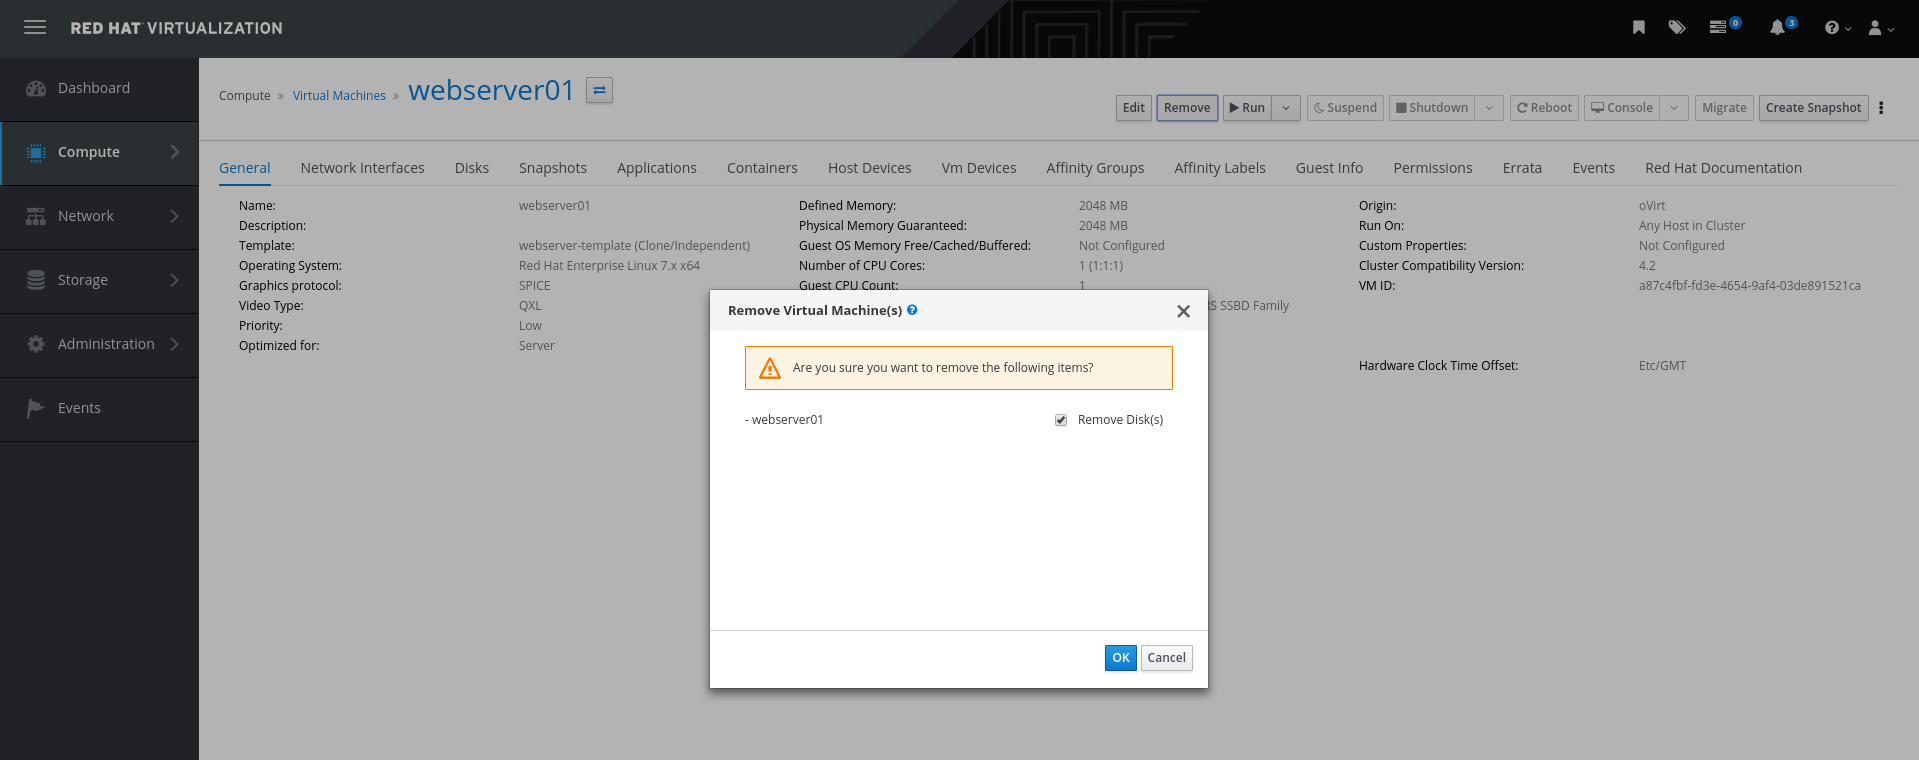 RED HAT VIRTUALIZATION
0
3
Dashboard
Compute
Network
Storage
Administration
Events
Compute » Virtual Machines » webserver01
Edit Remove Run Suspend Shutdown Reboot Console Migrate Create Snapshot
General Network Interfaces Disks Snapshots Applications Containers Host Devices Vm Devices Affinity Groups Affinity Labels Guest Info Permissions Errata Events Red Hat Documentation
Name: webserver01
Description:
Template: webserver-template (Clone/Independent)
Operating System: Red Hat Enterprise Linux 7.x x64
Graphics protocol: SPICE
Video Type: QXL
Priority: Low
Optimized for: Server
Defined Memory: 2048 MB
Physical Memory Guaranteed: 2048 MB
Guest OS Memory Free/Cached/Buffered: Not Configured
Number of CPU Cores: 1 (1:1:1)
Guest CPU Count: 1
SSBD Family
Origin: oVirt
Run On: Any Host in Cluster
Custom Properties: Not Configured
Cluster Compatibility Version: 4.2
VM ID: a87c4fbf-fd3e-4654-9af4-03de891521ca
Hardware Clock Time Offset: Etc/GMT
Remove Virtual Machine(s)
Are you sure you want to remove the following items?
- webserver01 Remove Disk(s)
OK Cancel